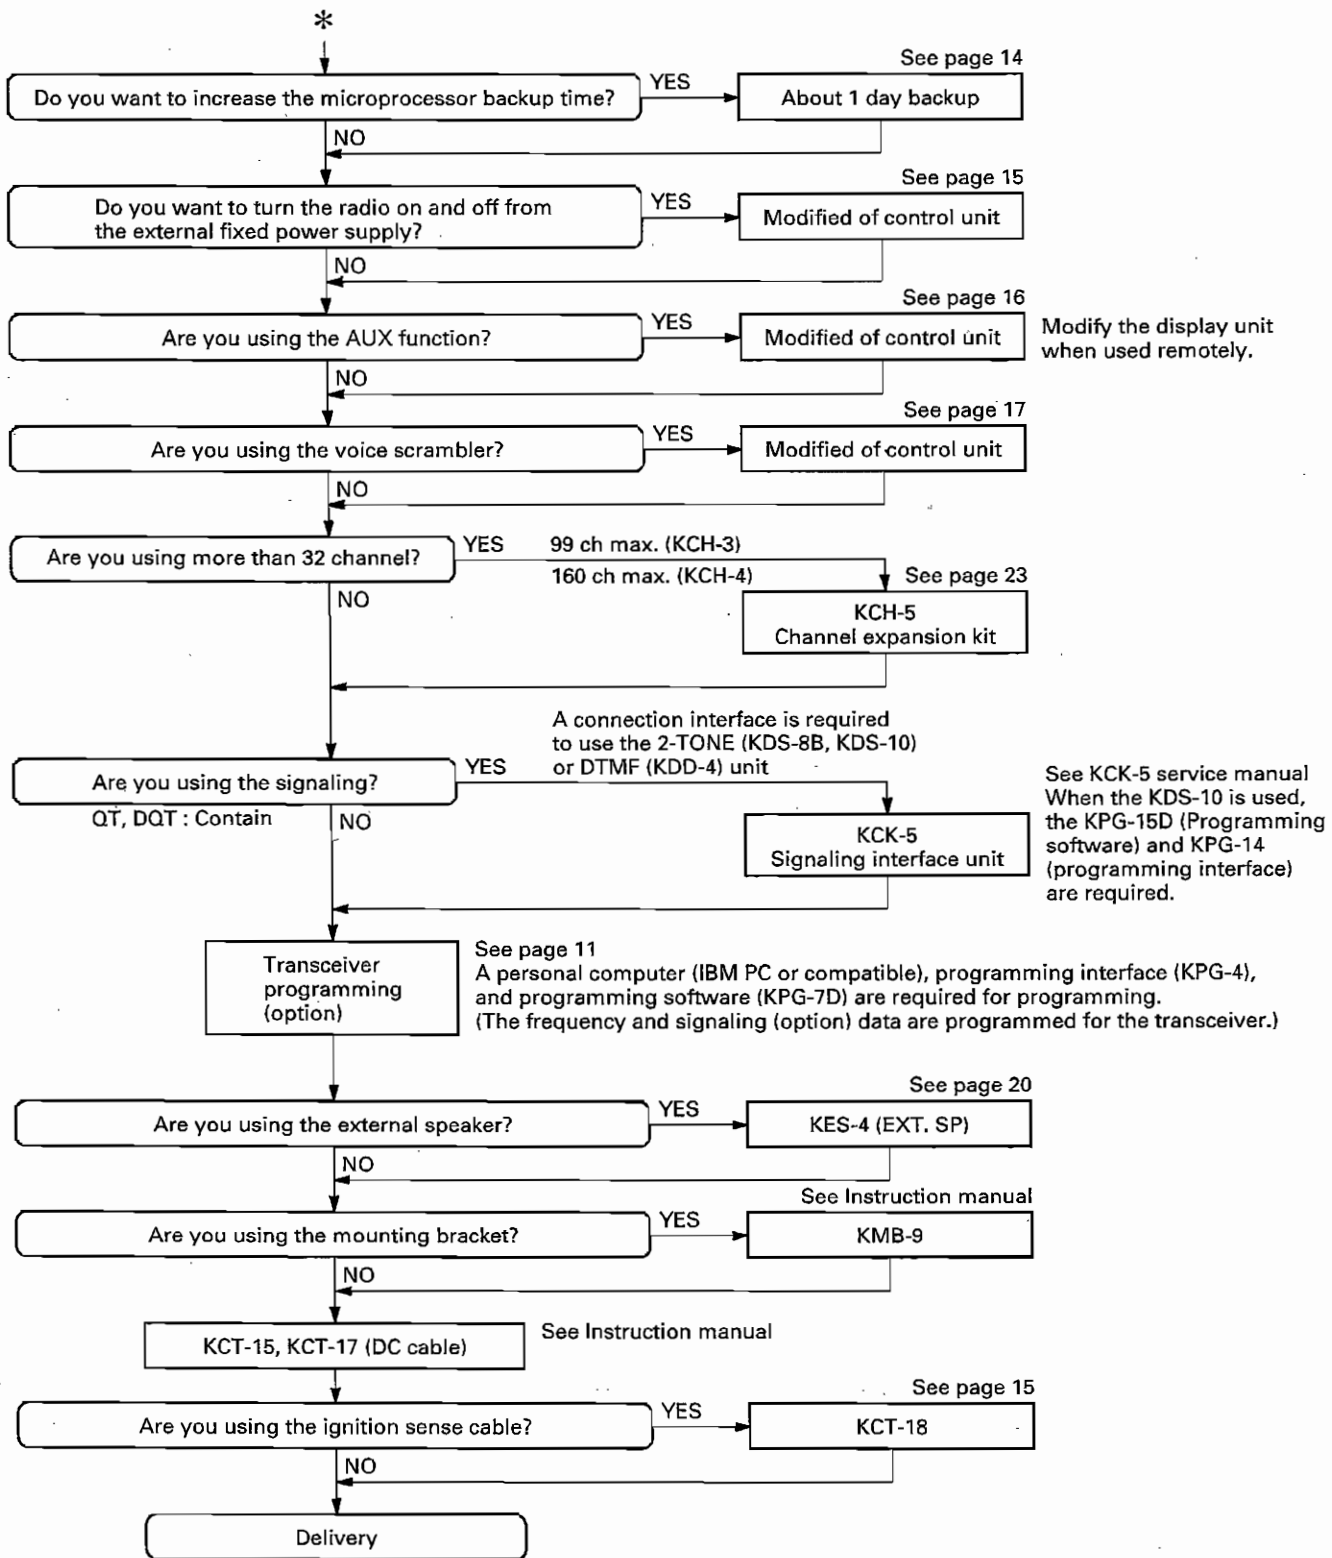 *
See page 14
Do you want to increase the microprocessor backup time?
YES
About 1 day backup
NO
See page 15
Do you want to turn the radio on and off from
the external fixed power supply?
YES
Modified of control unit
NO
See page 16
Are you using the AUX function?
YES
Modified of control unit
Modify the display unit
when used remotely.
NO
See page 17
Are you using the voice scrambler?
YES
Modified of control unit
NO
Are you using more than 32 channel?
YES
99 ch max. (KCH-3)
160 ch max. (KCH-4)
See page 23
NO
KCH-5
Channel expansion kit
A connection interface is required
to use the 2-TONE (KDS-8B, KDS-10)
or DTMF (KDD-4) unit
Are you using the signaling?
YES
QT, DQT : Contain
NO
KCK-5
Signaling interface unit
See KCK-5 service manual
When the KDS-10 is used,
the KPG-15D (Programming
software) and KPG-14
(programming interface)
are required.
Transceiver
programming
(option)
See page 11
A personal computer (IBM PC or compatible), programming interface (KPG-4),
and programming software (KPG-7D) are required for programming.
(The frequency and signaling (option) data are programmed for the transceiver.)
See page 20
Are you using the external speaker?
YES
KES-4 (EXT. SP)
NO
See Instruction manual
Are you using the mounting bracket?
YES
KMB-9
NO
KCT-15, KCT-17 (DC cable)
See Instruction manual
See page 15
Are you using the ignition sense cable?
YES
KCT-18
NO
Delivery